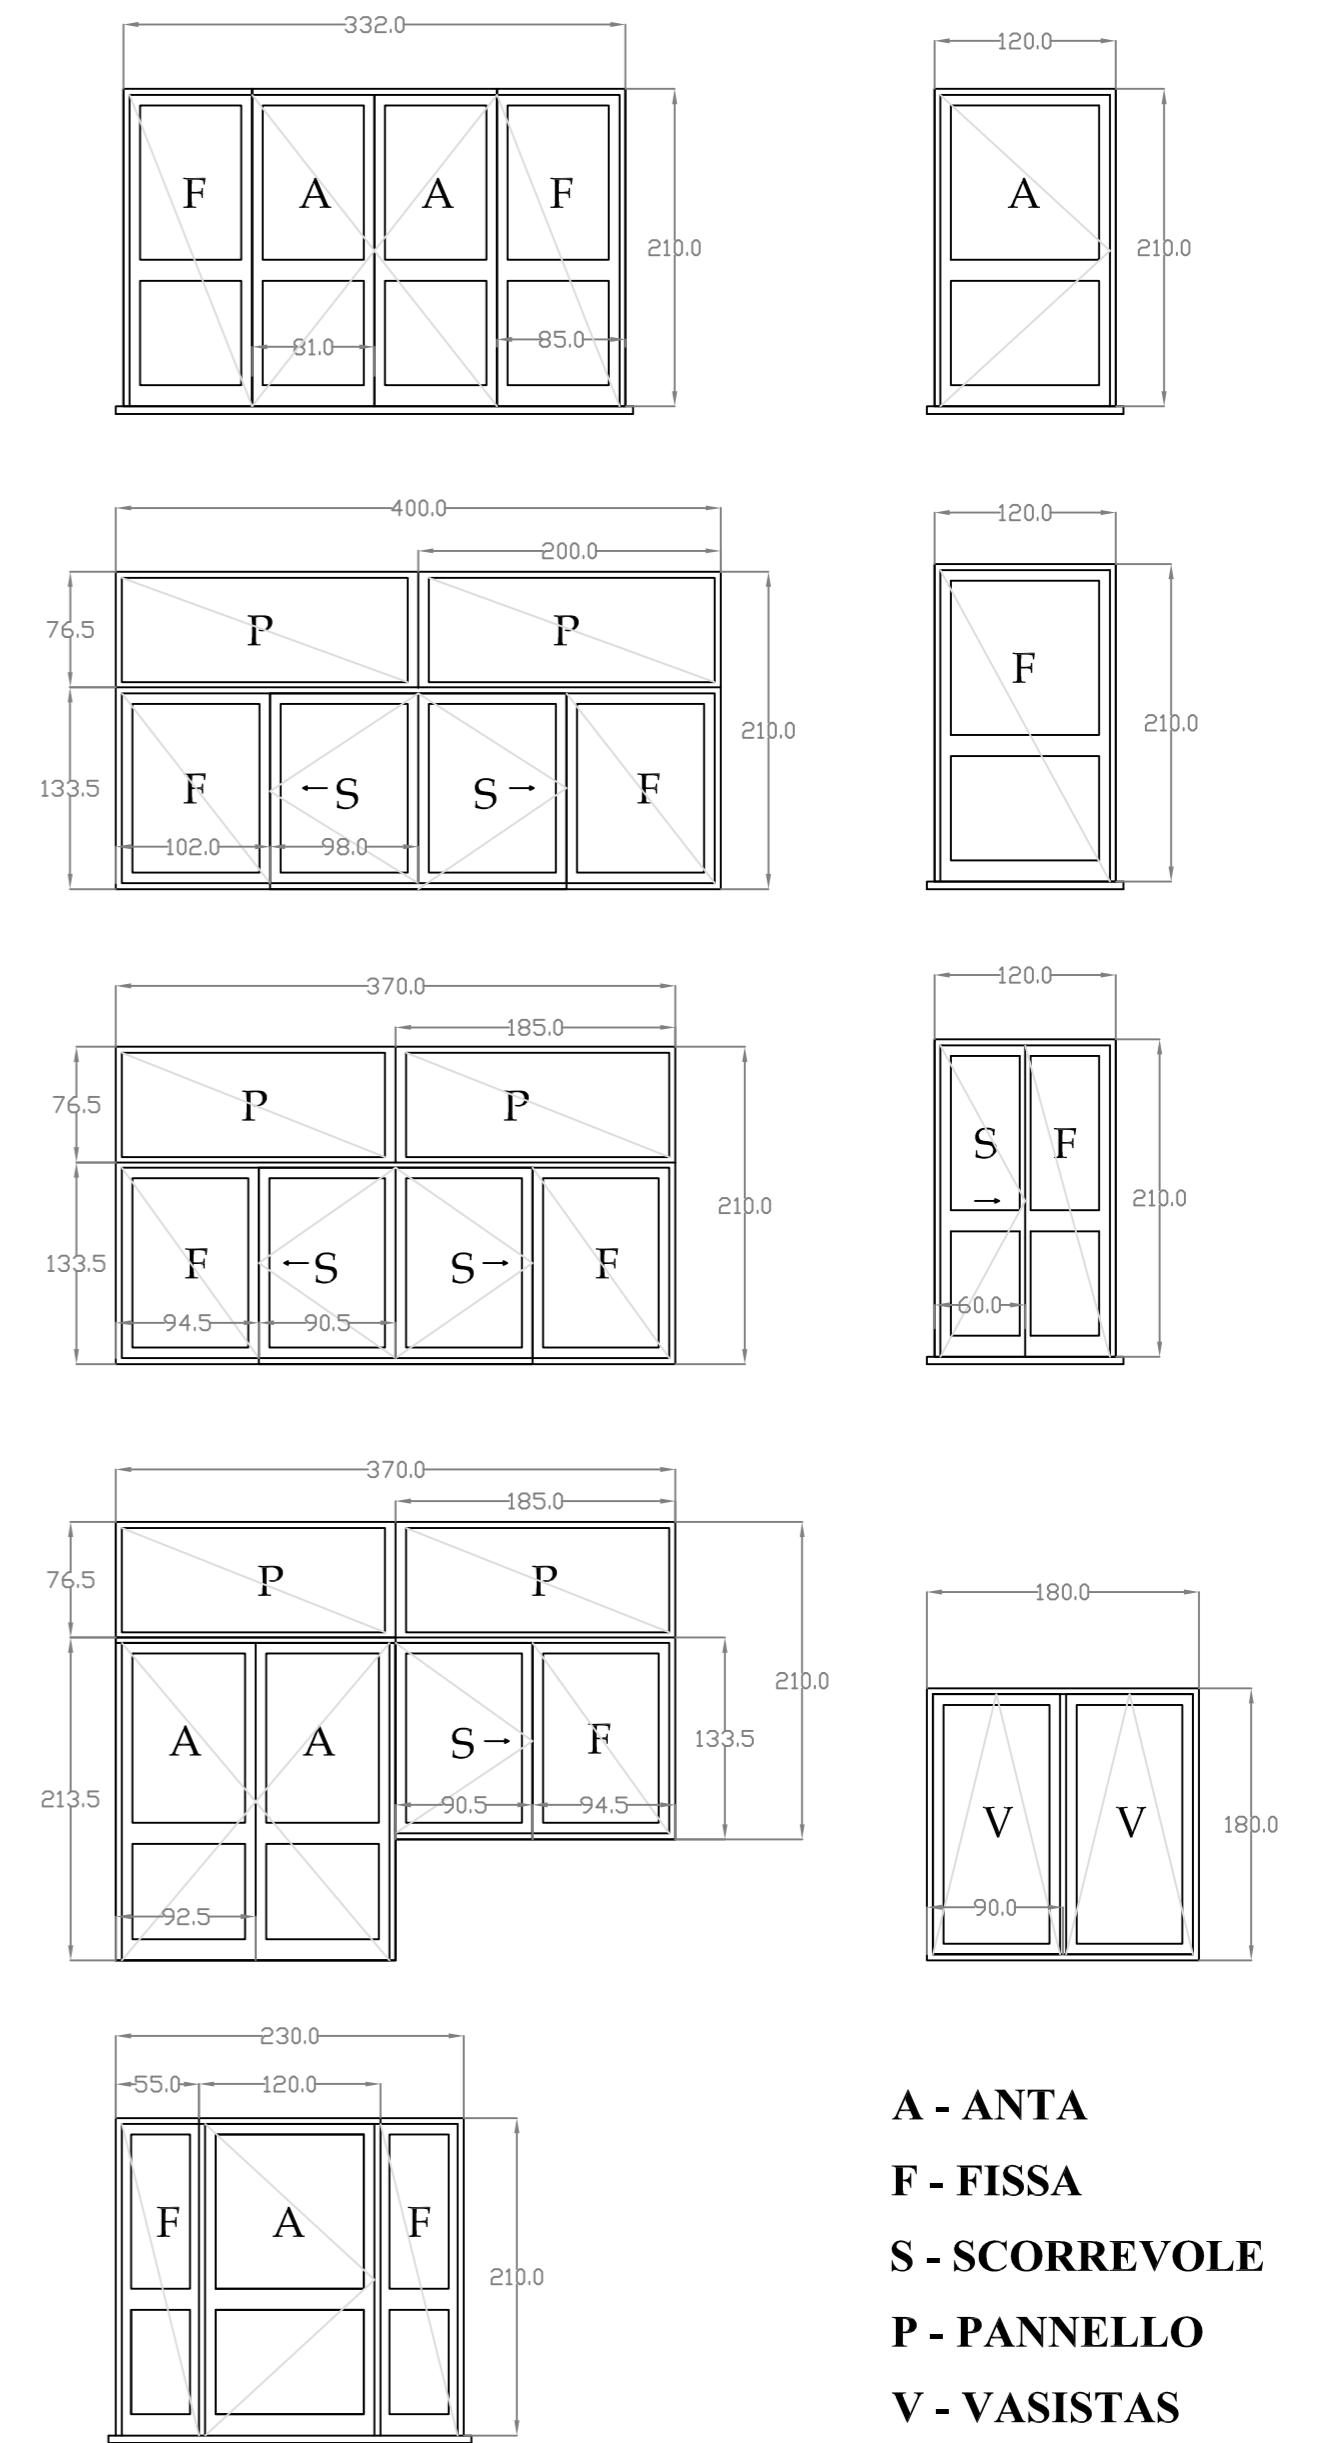 332.0
F A A F
210.0
81.0
85.0
120.0
A
210.0
400.0
200.0
76.5
P P
210.0
133.5
F S S F
102.0 98.0
120.0
F
210.0
370.0
185.0
76.5
P P
210.0
133.5
F S S F
94.5 90.5
120.0
S F
210.0
60.0
370.0
185.0
76.5
P P
210.0
A A S F
133.5
213.5
90.5 94.5
92.5
180.0
V V
180.0
90.0
230.0
55.0 120.0
F A F
210.0
A - ANTA
F - FISSA
S - SCORREVOLE
P - PANNELLO
V - VASISTAS